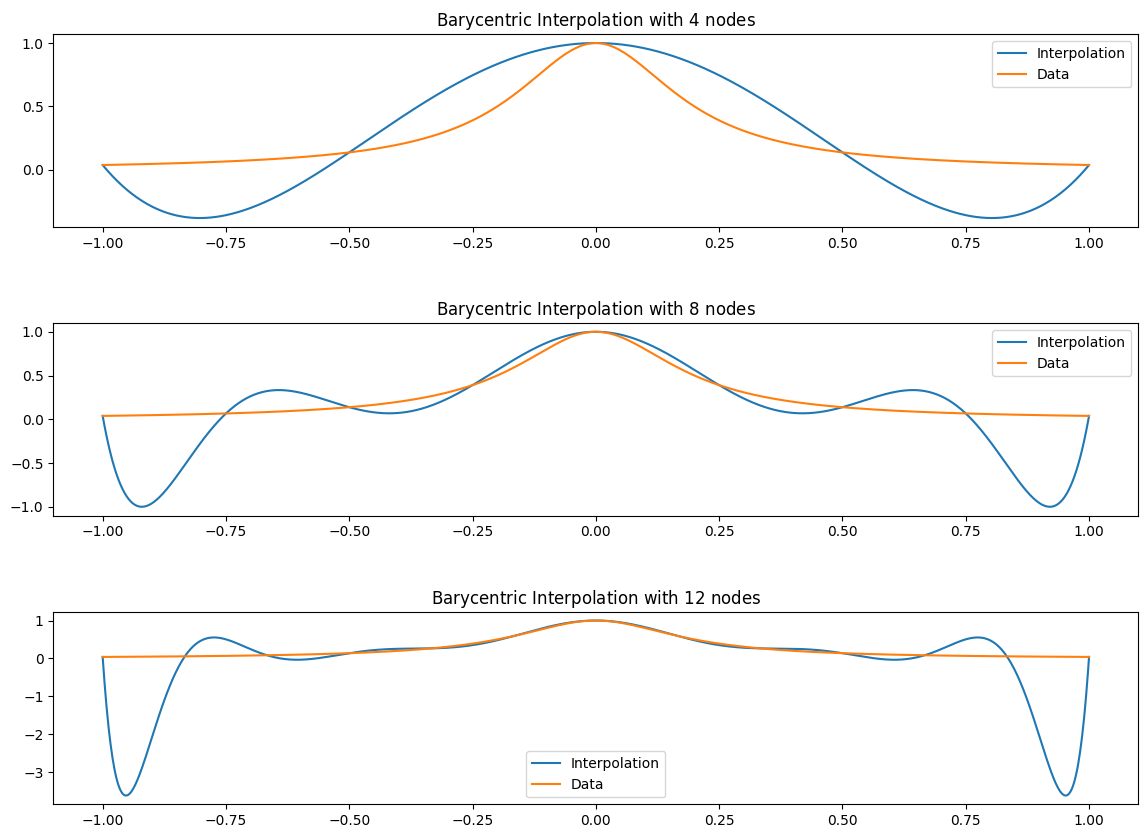 Barycentric Interpolation with 4 nodes
1.0
0.5
0.0
Interpolation
Data
−1.00 −0.75 −0.50 −0.25 0.00 0.25 0.50 0.75 1.00
Barycentric Interpolation with 8 nodes
1.0
0.5
0.0
−0.5
−1.0
Interpolation
Data
−1.00 −0.75 −0.50 −0.25 0.00 0.25 0.50 0.75 1.00
Barycentric Interpolation with 12 nodes
1
0
−1
−2
−3
Interpolation
Data
−1.00 −0.75 −0.50 −0.25 0.00 0.25 0.50 0.75 1.00